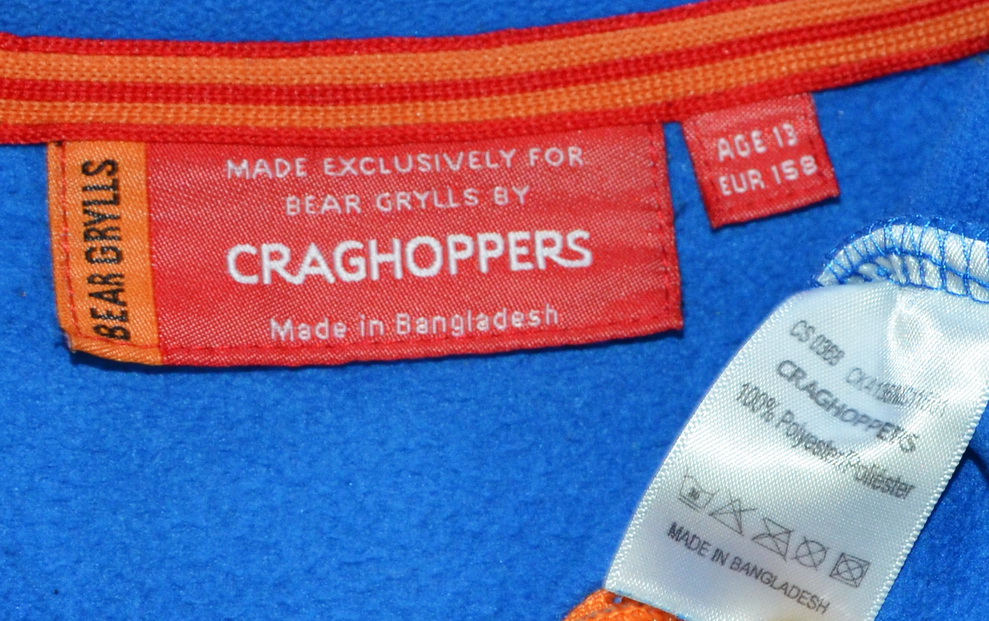 BEAR GRYLLS
MADE EXCLUSIVELY FOR
BEAR GRYLLS BY
CRAGHOPPERS
Made in Bangladesh
AGE 13
EUR 158
CS 0368
CRAGHOPPERS
100% Polyester/Poliéster
MADE IN BANGLADESH